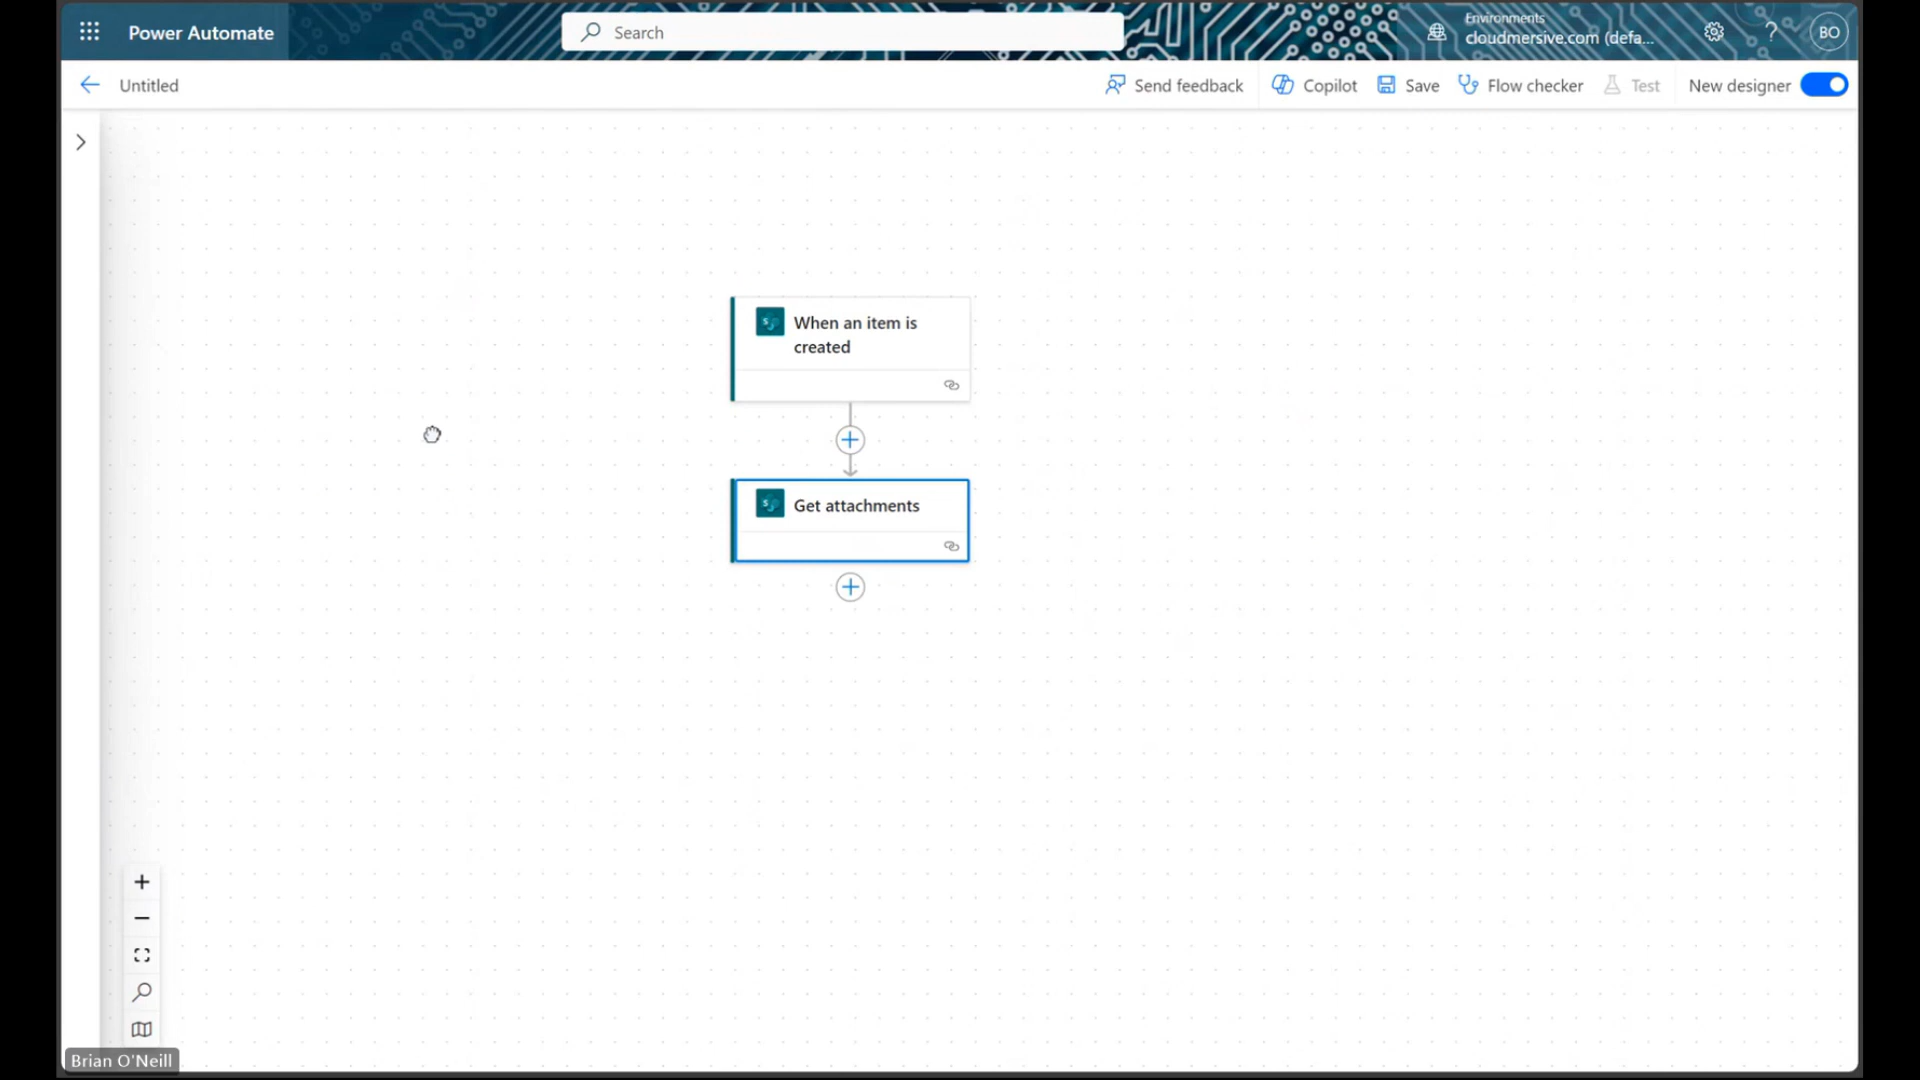 Power Automate
Search
Environments
cloudmersive.com (defa...
BO
Untitled
Send feedback
Copilot
Save
Flow checker
Test
New designer
When an item is
created
Get attachments
Brian O'Neill